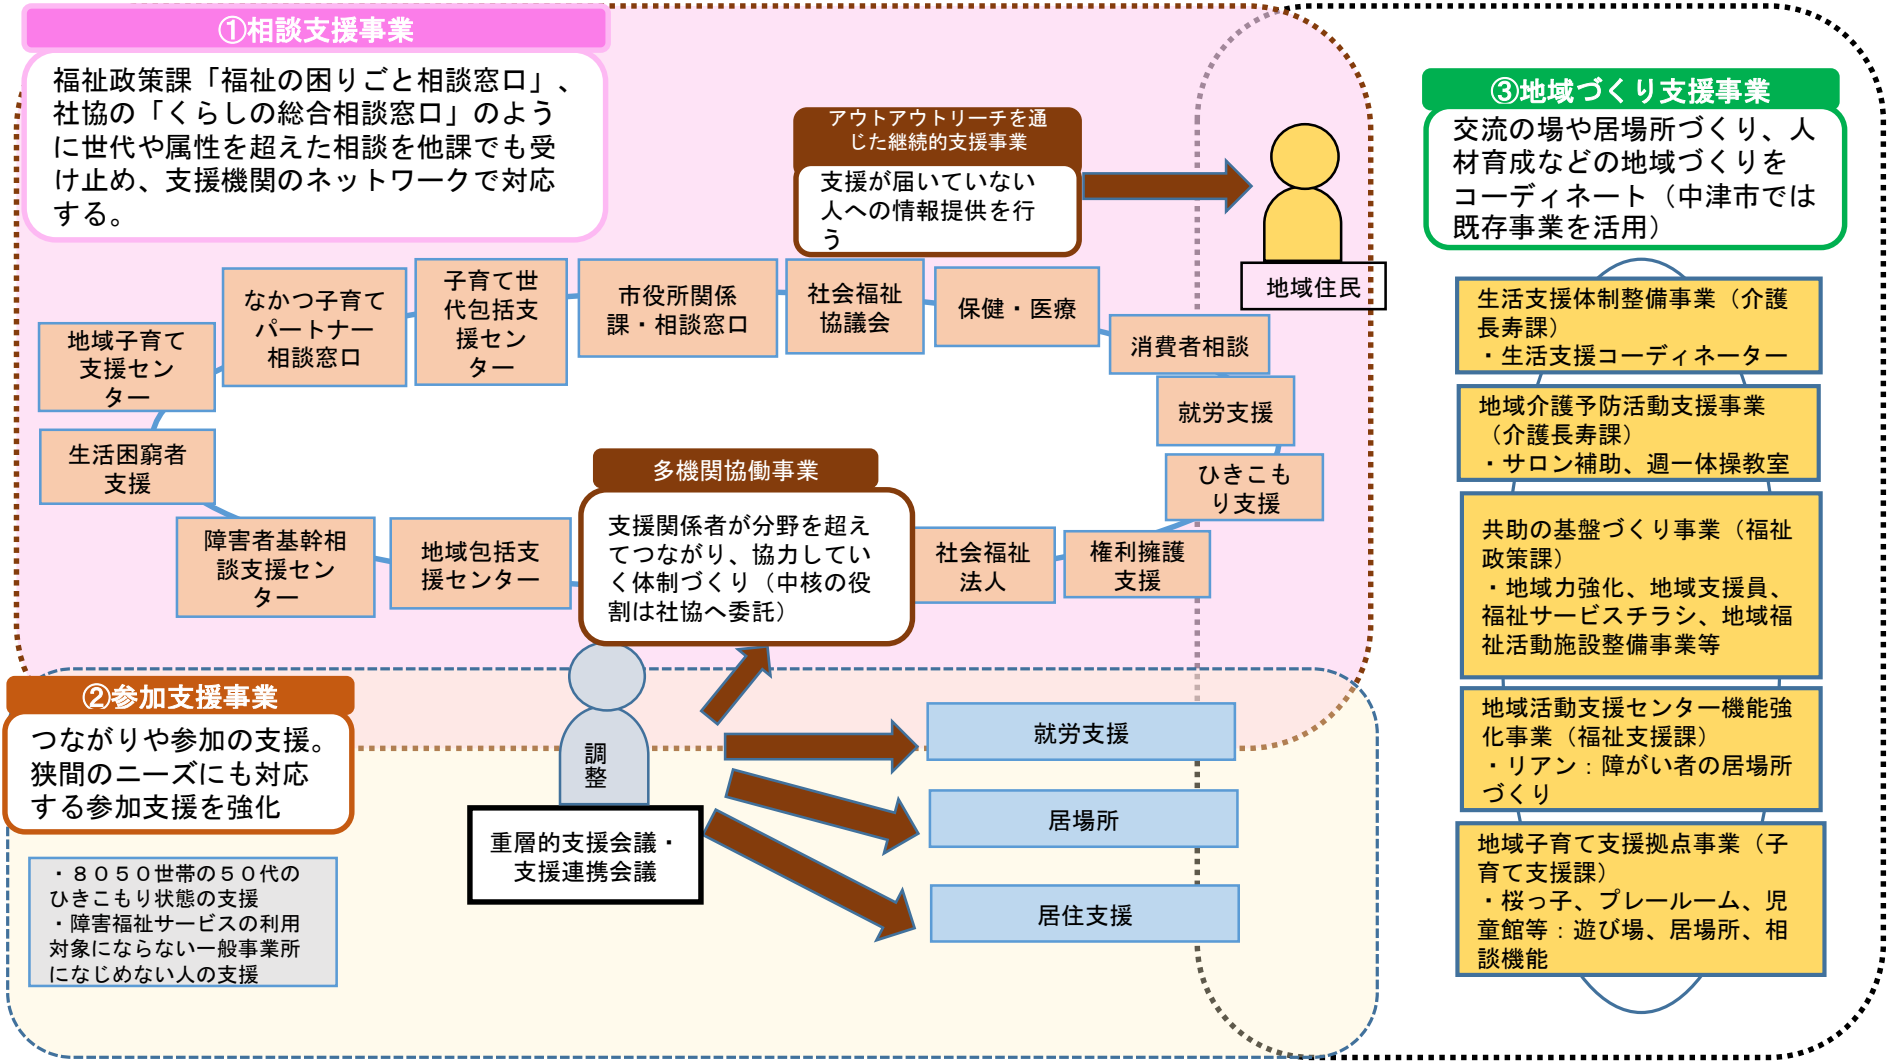 ①相談支援事業
福祉政策課「福祉の困りごと相談窓口」、
社協の「くらしの総合相談窓口」のよう
に世代や属性を超えた相談を他課でも受
け止め、支援機関のネットワークで対応
する。
アウトアウトリーチを通
じた継続的支援事業
支援が届いていない
人への情報提供を行
う
地域住民
地域子育て
支援セン
ター
なかつ子育て
パートナー
相談窓口
子育て世
代包括支
援セン
ター
市役所関係
課・相談窓口
社会福祉
協議会
保健・医療
消費者相談
就労支援
ひきこも
り支援
権利擁護
支援
社会福祉
法人
多機関協働事業
支援関係者が分野を超え
てつながり、協力してい
く体制づくり（中核の役
割は社協へ委託）
地域包括支
援センター
障害者基幹相
談支援セン
ター
生活困窮者
支援
②参加支援事業
つながりや参加の支援。
狭間のニーズにも対応
する参加支援を強化
・８０５０世帯の５０代の
ひきこもり状態の支援
・障害福祉サービスの利用
対象にならない一般事業所
になじめない人の支援
調
整
重層的支援会議・
支援連携会議
就労支援
居場所
居住支援
③地域づくり支援事業
交流の場や居場所づくり、人
材育成などの地域づくりを
コーディネート（中津市では
既存事業を活用）
生活支援体制整備事業（介護
長寿課）
・生活支援コーディネーター
地域介護予防活動支援事業
（介護長寿課）
・サロン補助、週一体操教室
共助の基盤づくり事業（福祉
政策課）
・地域力強化、地域支援員、
福祉サービスチラシ、地域福
祉活動施設整備事業等
地域活動支援センター機能強
化事業（福祉支援課）
・リアン：障がい者の居場所
づくり
地域子育て支援拠点事業（子
育て支援課）
・桜っ子、プレールーム、児
童館等：遊び場、居場所、相
談機能